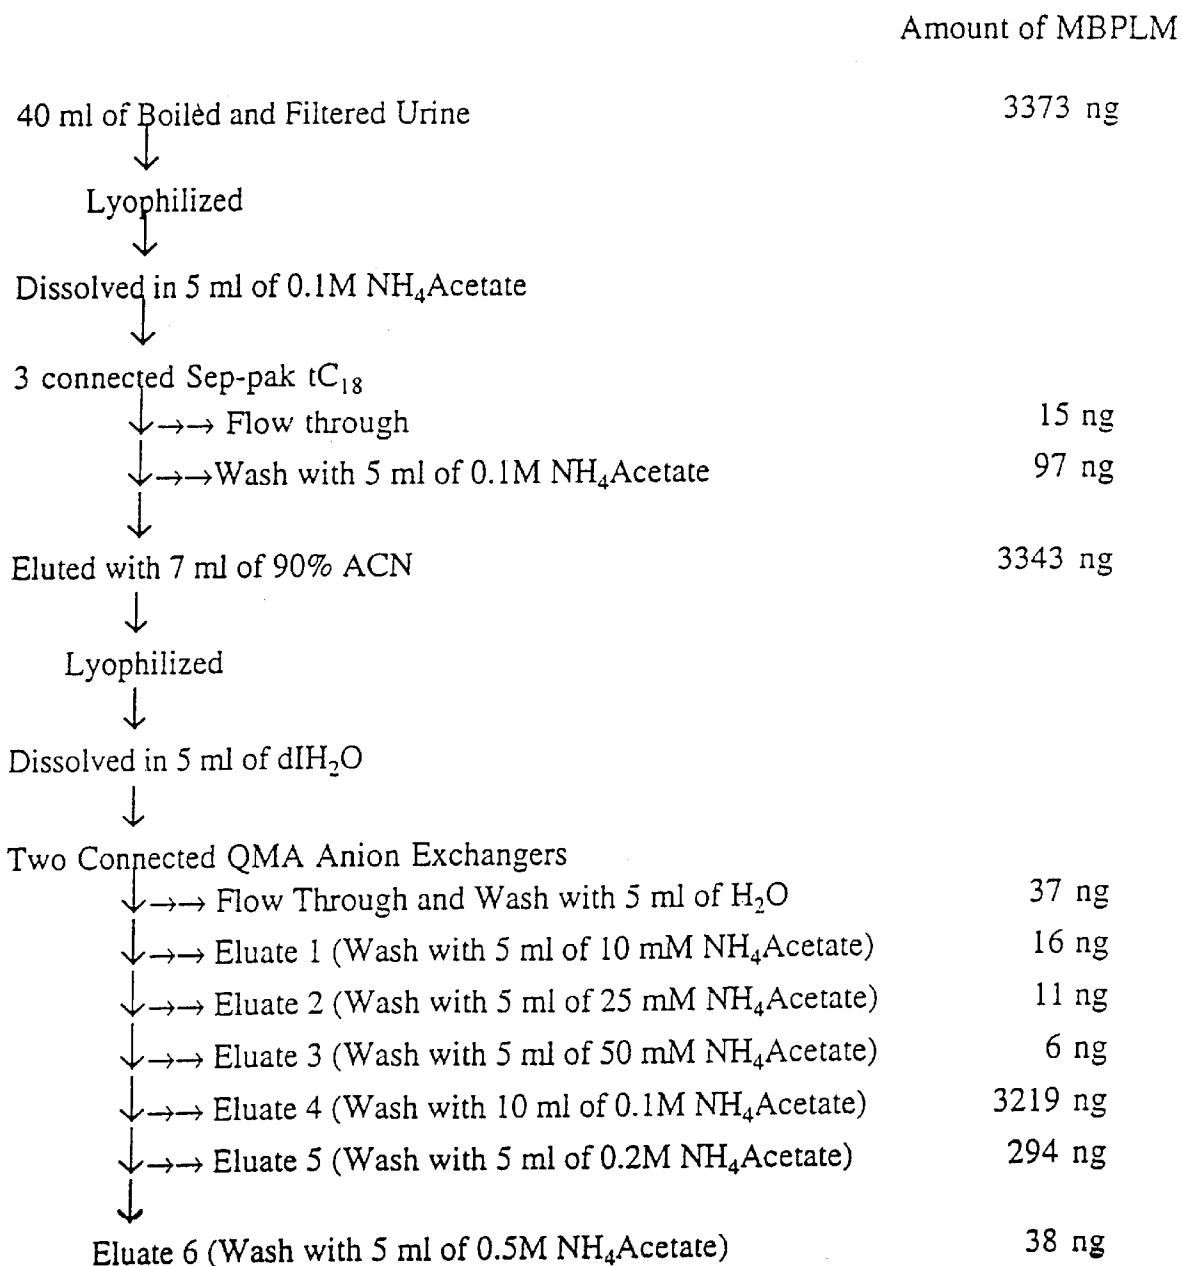 Amount of MBPLM
40 ml of Boiled and Filtered Urine 3373 ng
Lyophilized
Dissolved in 5 ml of 0.1M NH₄Acetate
3 connected Sep-pak tC₁₈
→→ Flow through 15 ng
→→Wash with 5 ml of 0.1M NH₄Acetate 97 ng
Eluted with 7 ml of 90% ACN 3343 ng
Lyophilized
Dissolved in 5 ml of dIH₂O
Two Connected QMA Anion Exchangers
→→ Flow Through and Wash with 5 ml of H₂O 37 ng
→→ Eluate 1 (Wash with 5 ml of 10 mM NH₄Acetate) 16 ng
→→ Eluate 2 (Wash with 5 ml of 25 mM NH₄Acetate) 11 ng
→→ Eluate 3 (Wash with 5 ml of 50 mM NH₄Acetate) 6 ng
→→ Eluate 4 (Wash with 10 ml of 0.1M NH₄Acetate) 3219 ng
→→ Eluate 5 (Wash with 5 ml of 0.2M NH₄Acetate) 294 ng
Eluate 6 (Wash with 5 ml of 0.5M NH₄Acetate) 38 ng